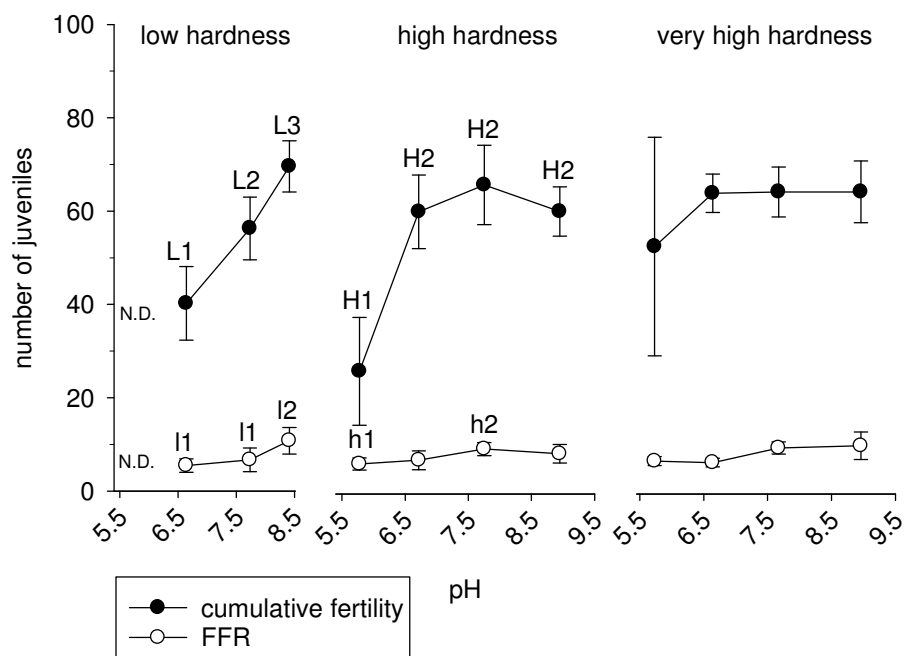 low hardness
high hardness
very high hardness
number of juveniles
100
80
60
40
20
0
N.D.
N.D.
L1
L2
L3
l1
l1
l2
H1
H2
H2
H2
h1
h2
5.5
6.5
7.5
8.5
5.5
6.5
7.5
8.5
9.5
5.5
6.5
7.5
8.5
9.5
pH
cumulative fertility
FFR